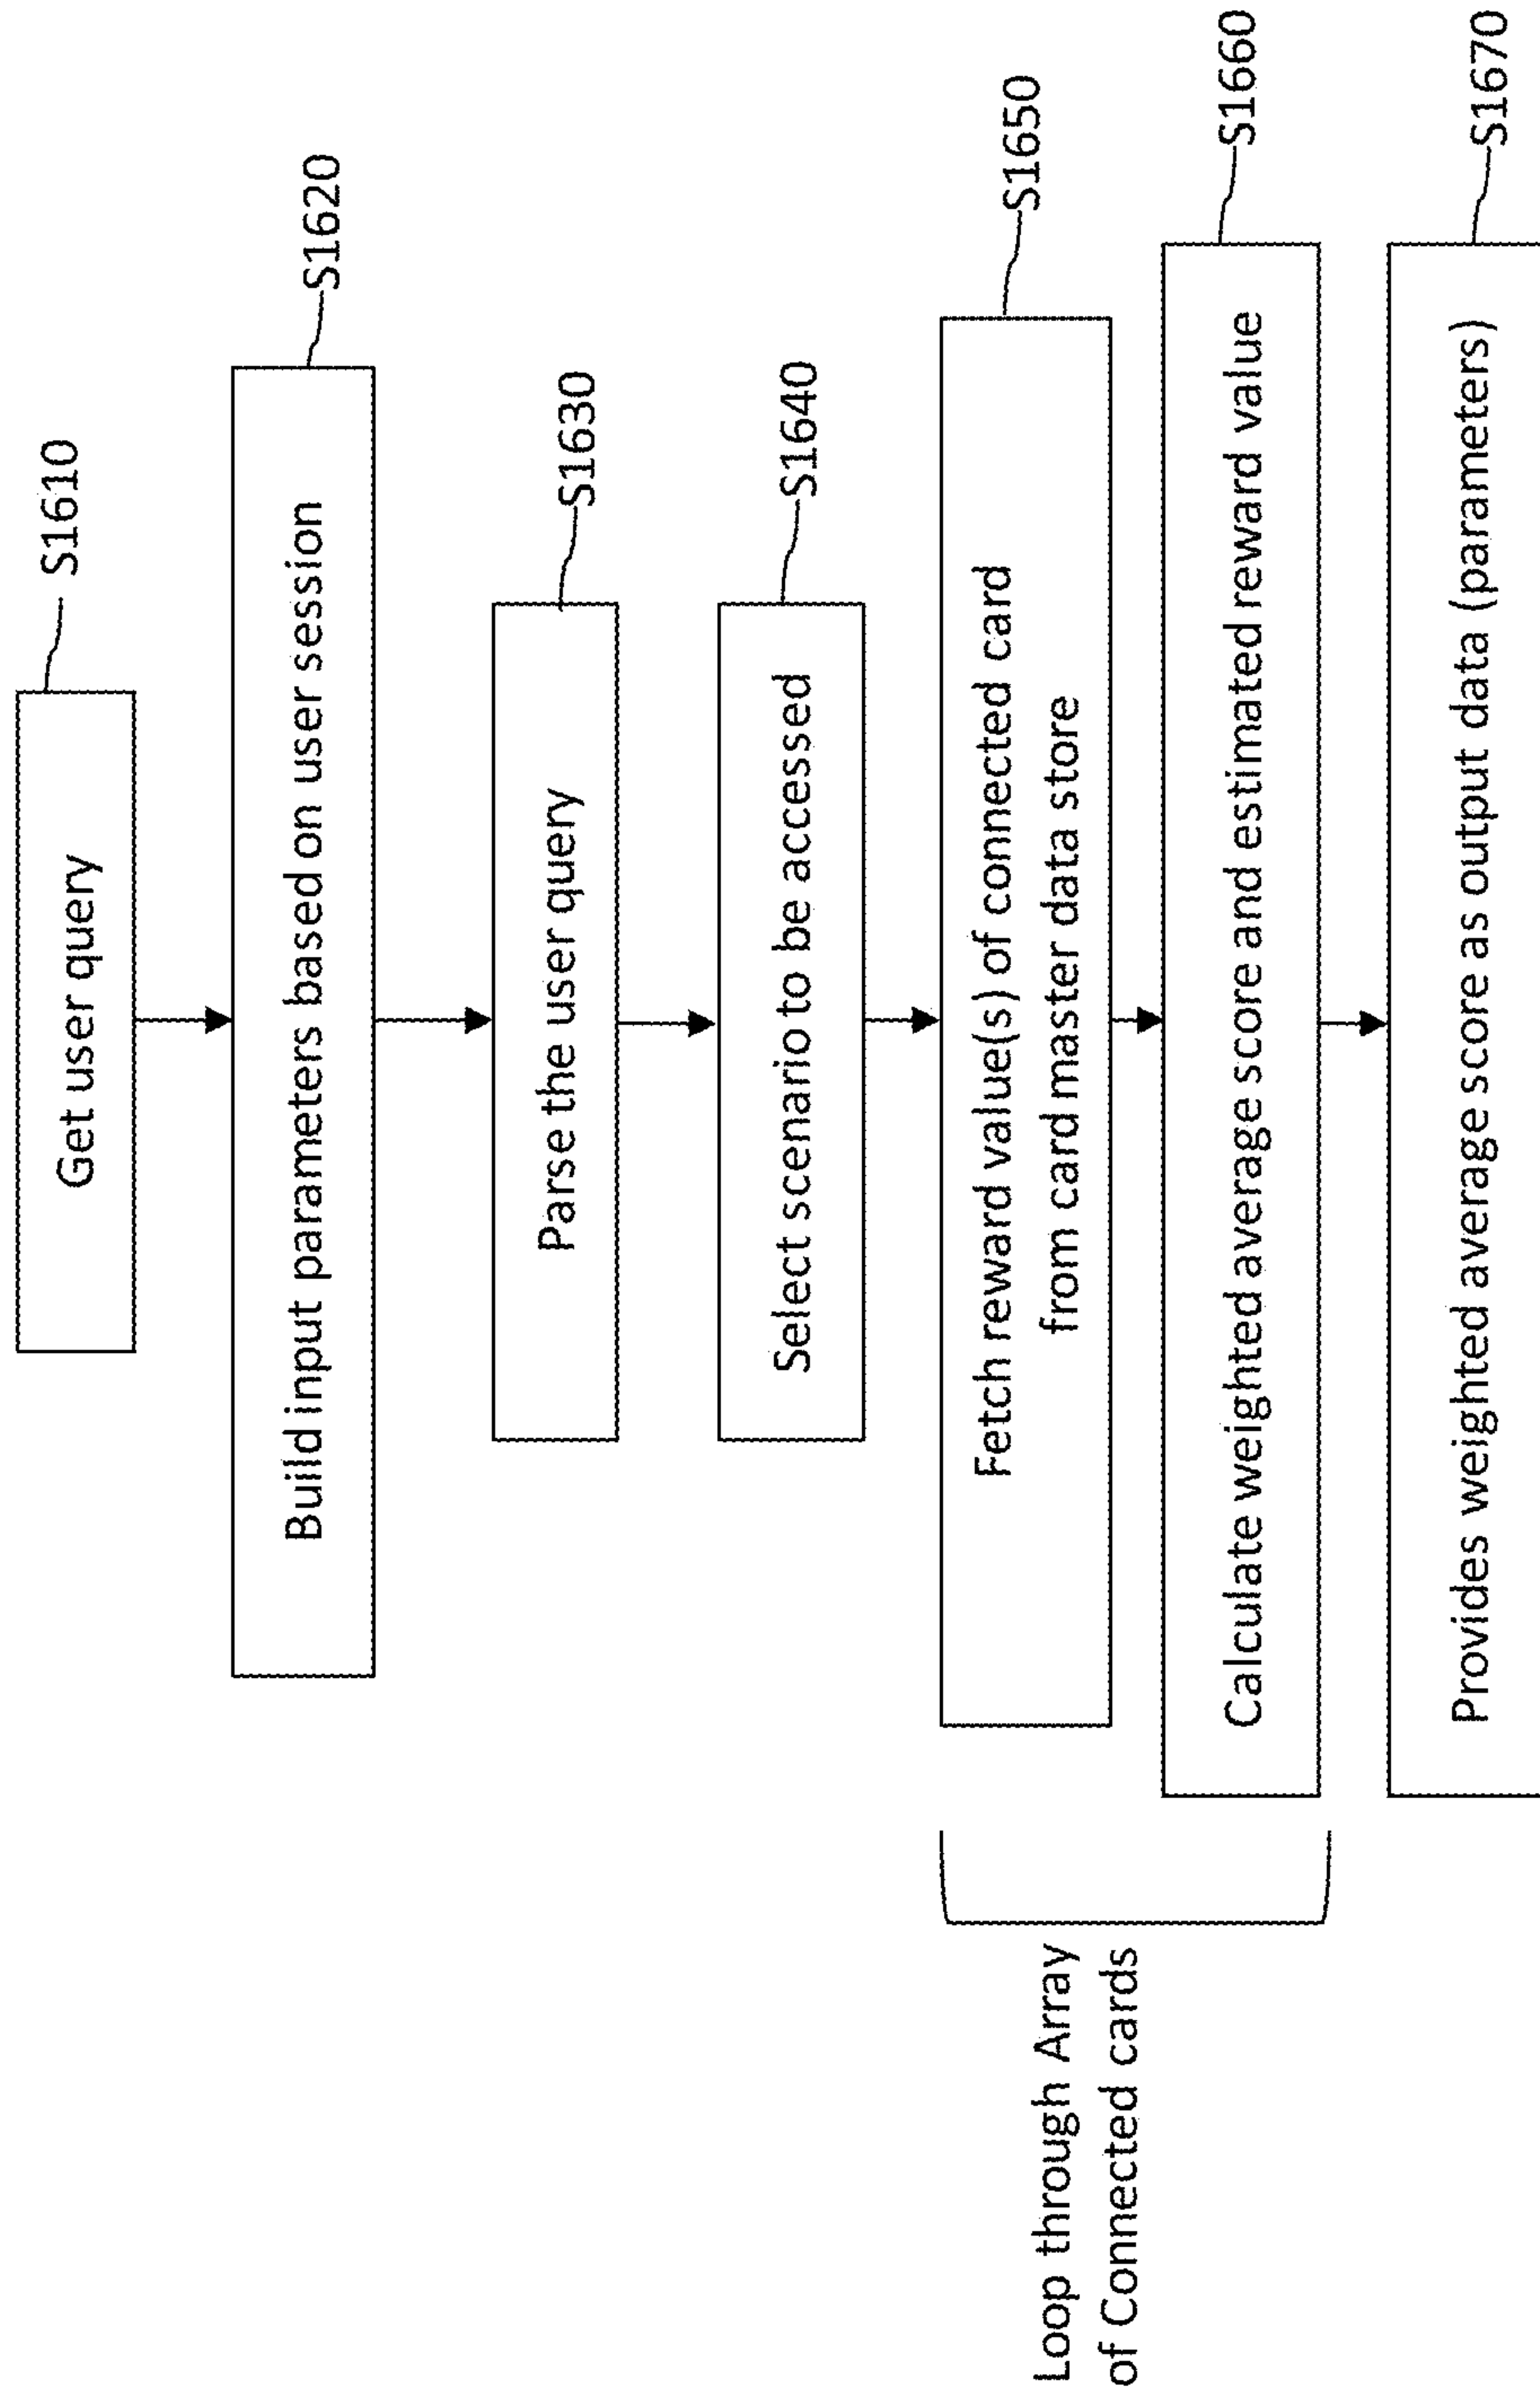 Get user query
S1610
Build input parameters based on user session
S1620
Parse the user query
S1630
Select scenario to be accessed
S1640
Loop through Array
of Connected cards
Fetch reward value(s) of connected card
from card master data store
S1650
Calculate weighted average score and estimated reward value
S1660
Provides weighted average score as output data (parameters)
S1670